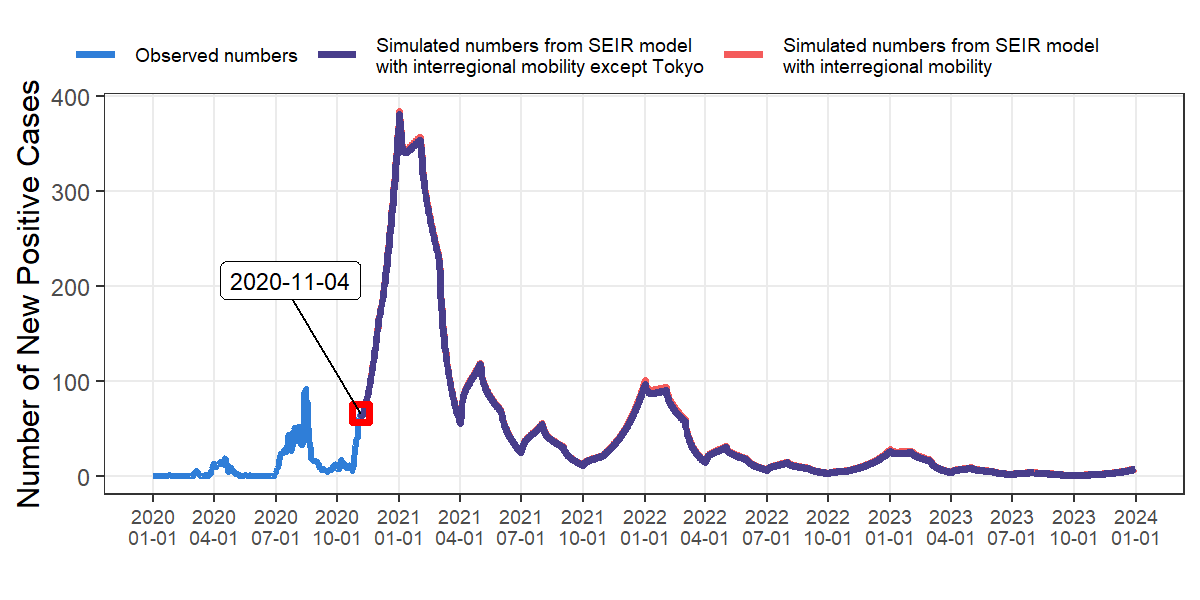 Observed numbers
Simulated numbers from SEIR model
with interregional mobility except Tokyo
Simulated numbers from SEIR model
with interregional mobility
Number of New Positive Cases
400
300
200
100
0
2020-11-04
2020 2020 2020 2020 2021 2021 2021 2021 2022 2022 2022 2022 2023 2023 2023 2023 2024
01-01 04-01 07-01 10-01 01-01 04-01 07-01 10-01 01-01 04-01 07-01 10-01 01-01 04-01 07-01 10-01 01-01